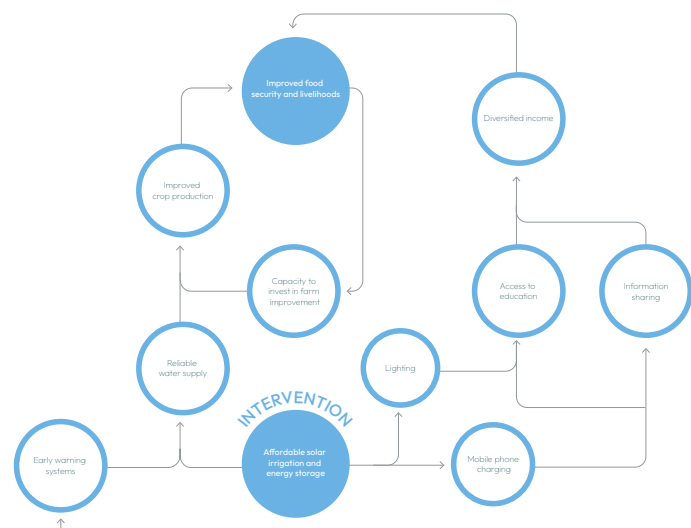 Improved food
security and livelihoods
Diversified income
Improved
crop production
Capacity to
invest in farm
improvement
Access to
education
Information
sharing
Reliable
water supply
Lighting
INTERVENTION
Affordable solar
irrigation and
energy storage
Early warning
systems
Mobile phone
charging